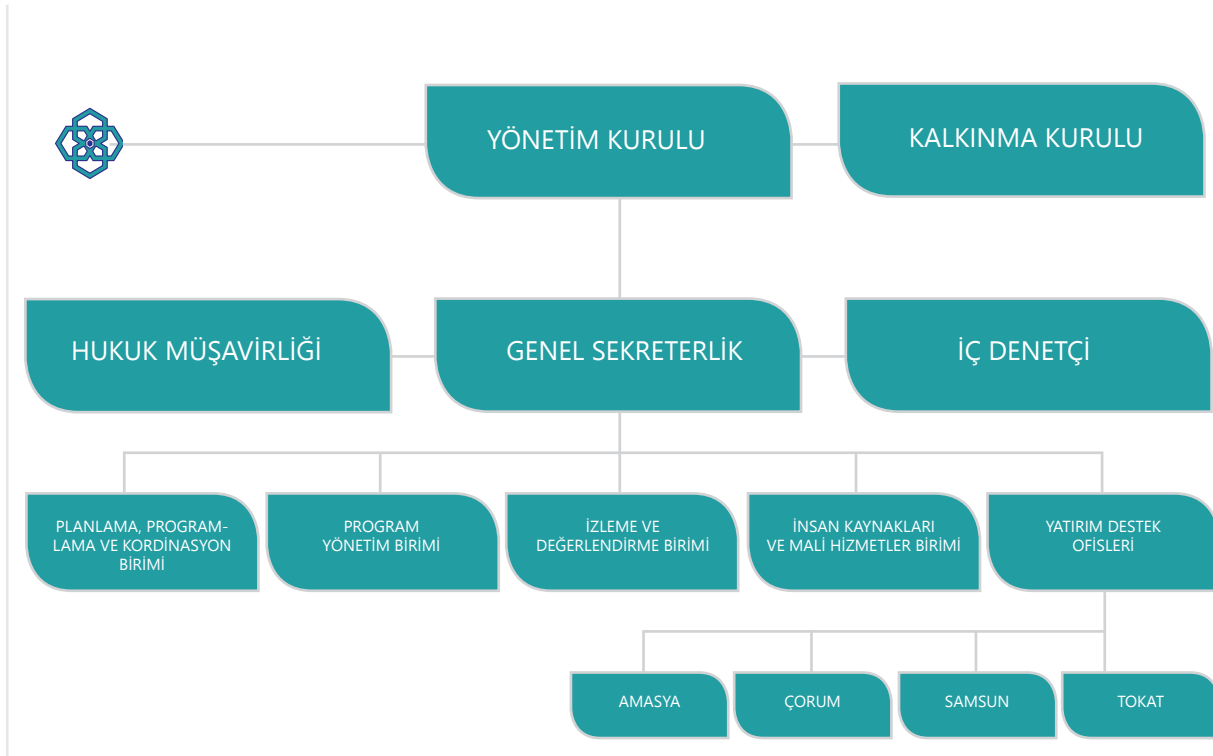 YÖNETİM KURULU
KALKINMA KURULU
HUKUK MÜŞAVİRLİĞİ
GENEL SEKRETERLİK
İÇ DENETÇİ
PLANLAMA, PROGRAM-
LAMA VE KORDİNASYON
BİRİMİ
PROGRAM
YÖNETİM BİRİMİ
İZLEME VE
DEĞERLENDİRME BİRİMİ
İNSAN KAYNAKLARI
VE MALİ HİZMETLER BİRİMİ
YATIRIM DESTEK
OFİSLERİ
AMASYA
ÇORUM
SAMSUN
TOKAT